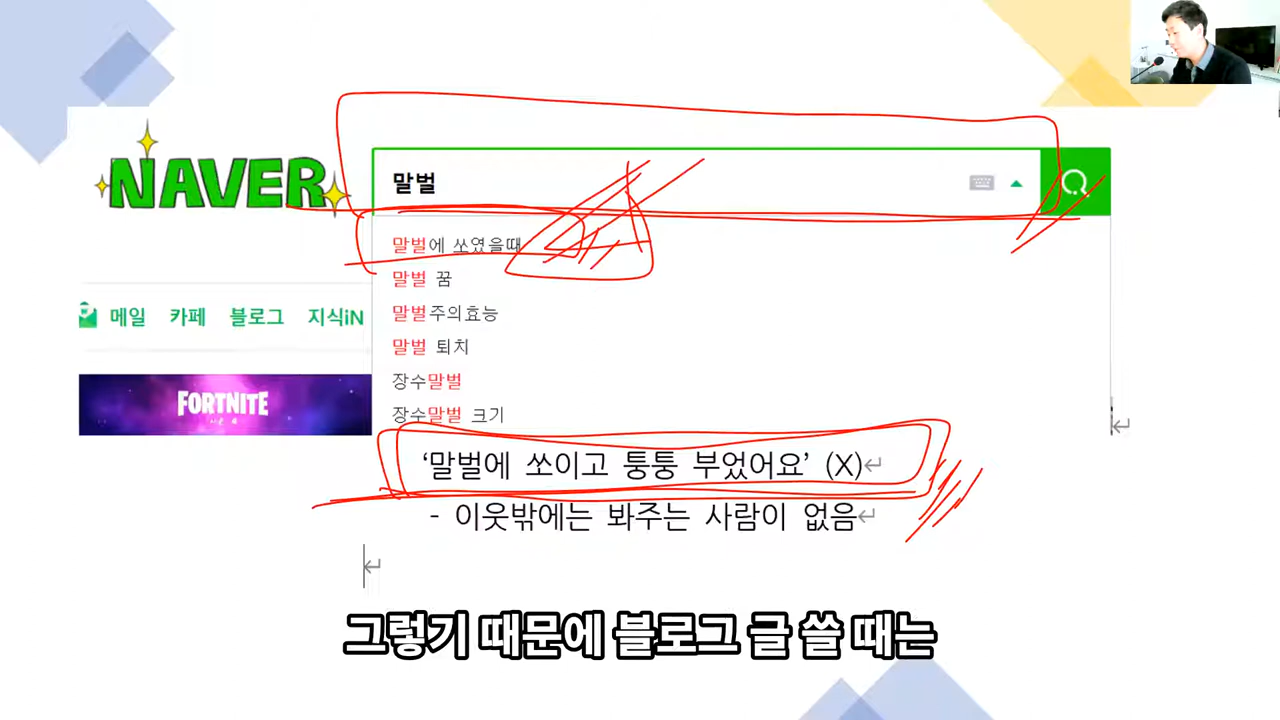 NAVER
말벌
말벌에 쏘였을때
말벌 꿈
말벌주의효능
말벌 퇴치
장수말벌
장수말벌 크기
메일 카페 블로그 지식iN
FORTNITE
‘말벌에 쏘이고 퉁퉁 부었어요’ (X)
- 이웃밖에는 봐주는 사람이 없음
그렇기 때문에 블로그 글 쓸 때는